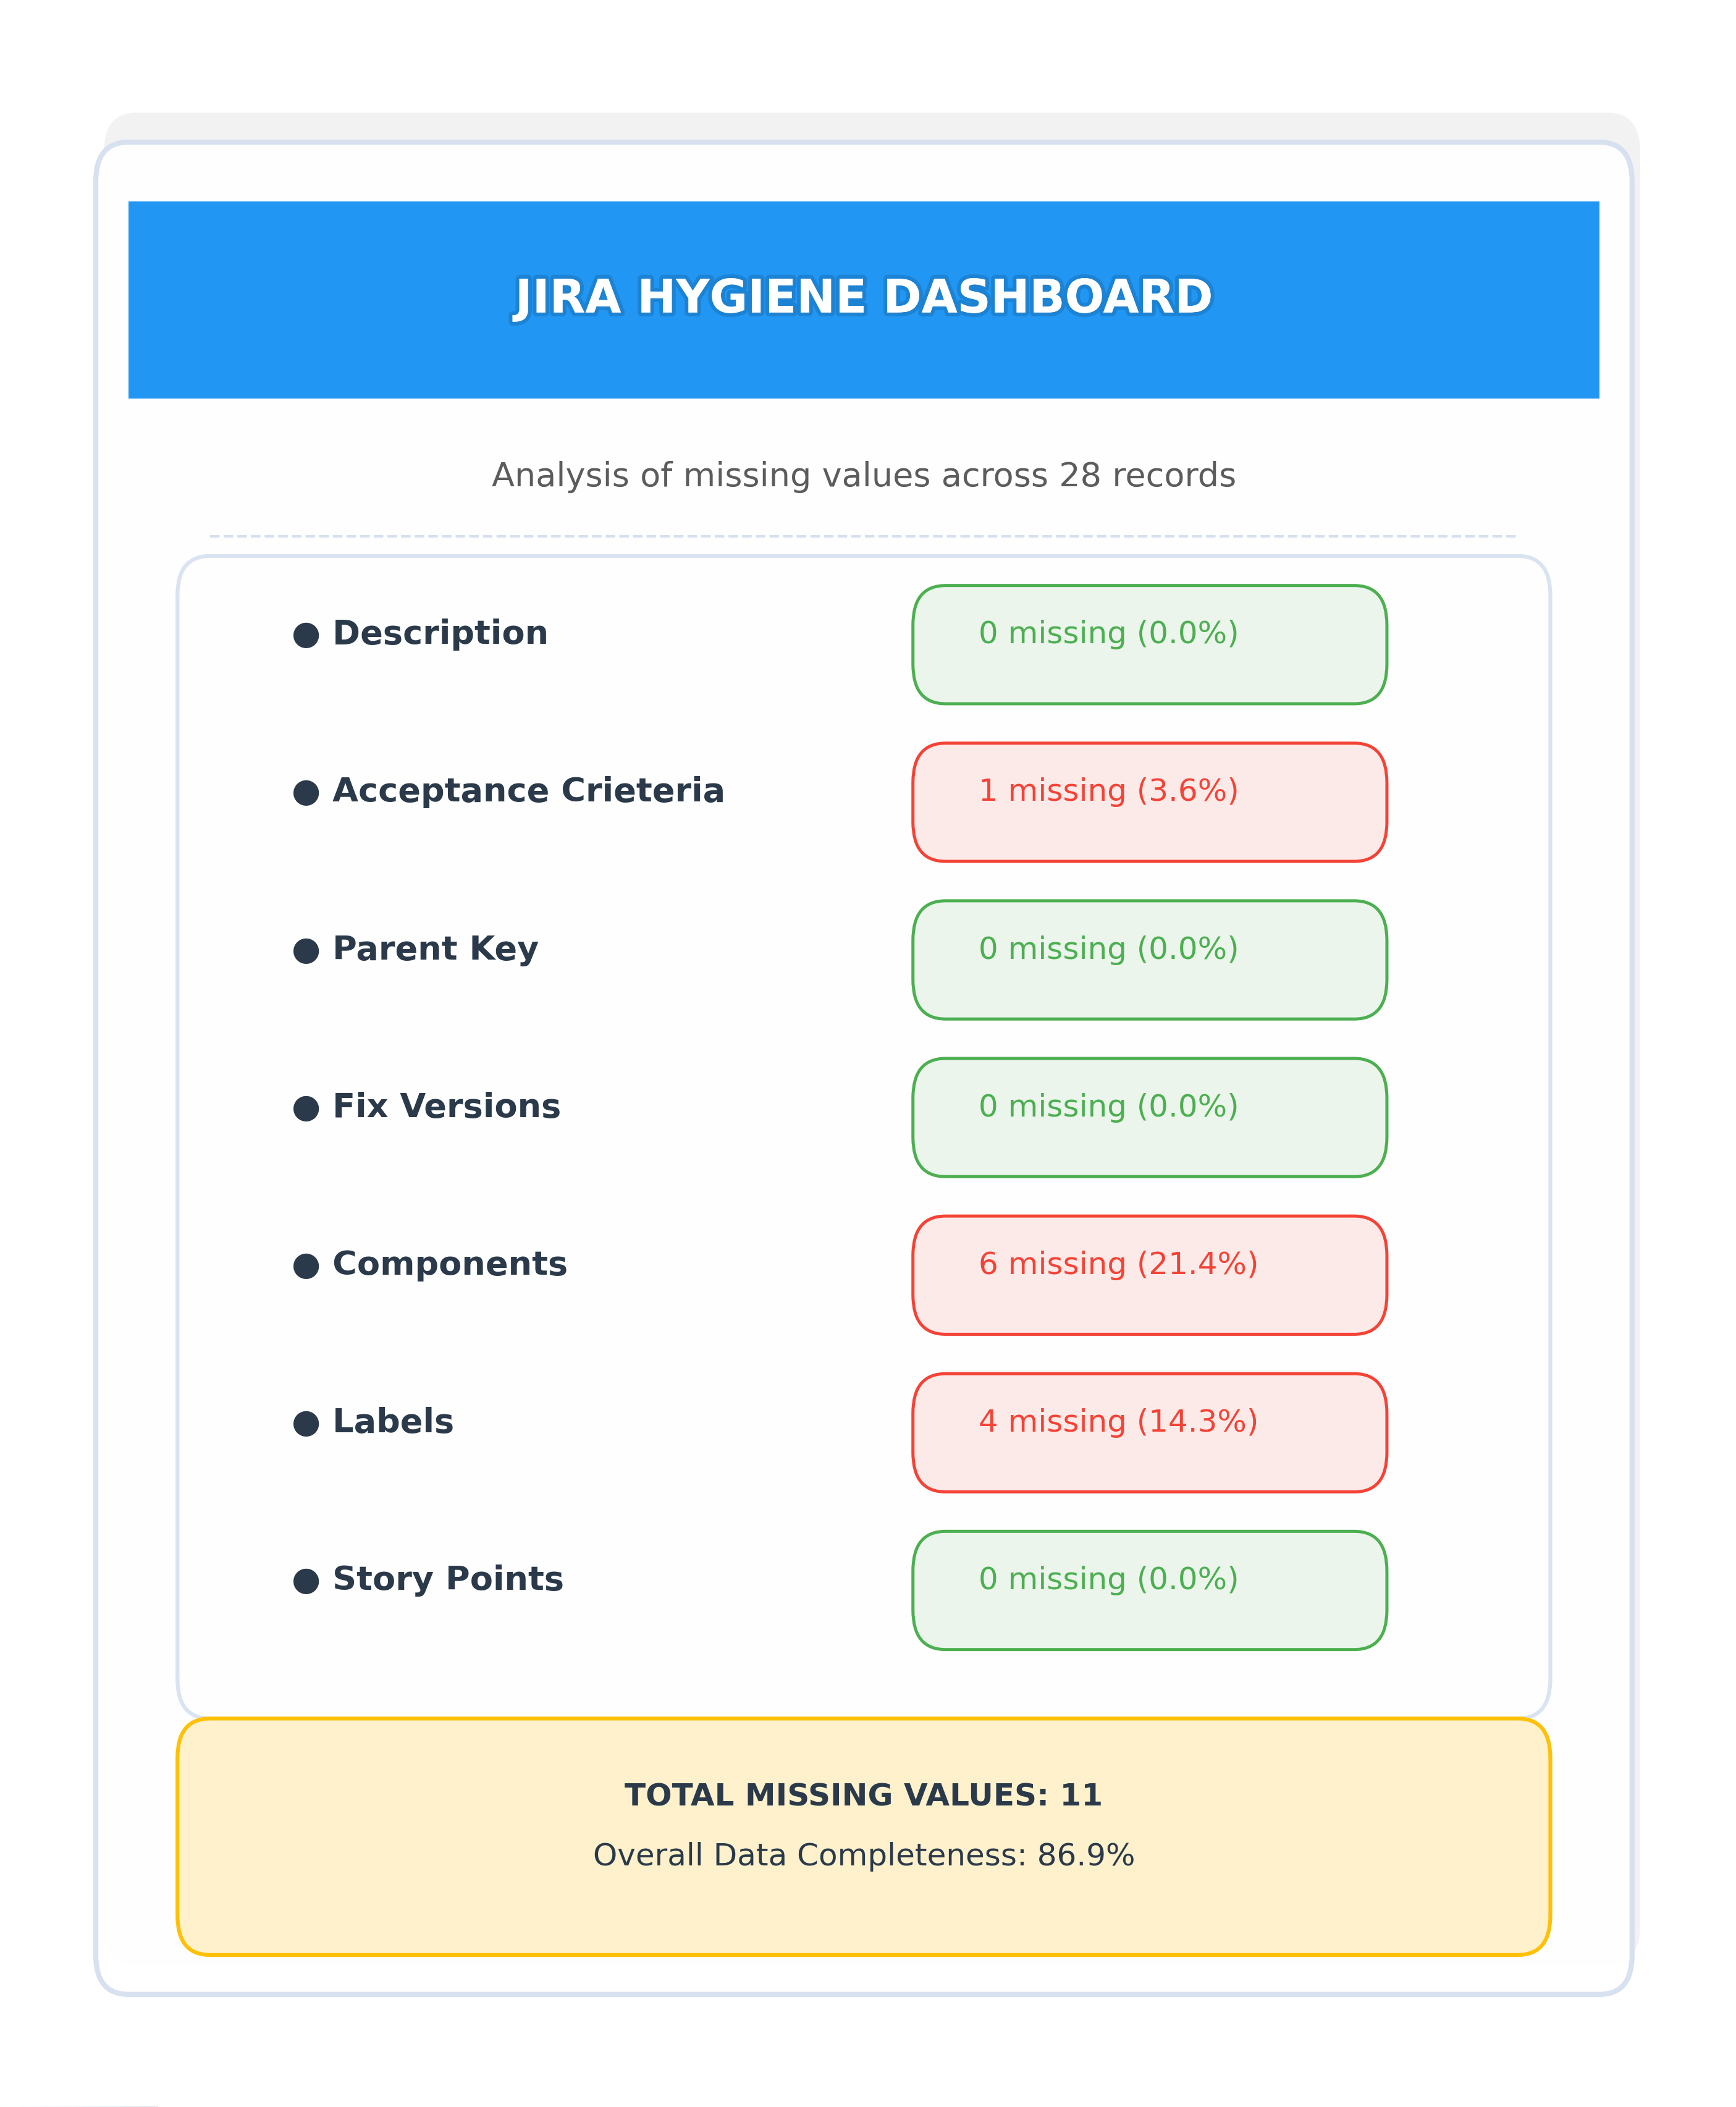 JIRA HYGIENE DASHBOARD
Analysis of missing values across 28 records
● Description 0 missing (0.0%)
● Acceptance Crieteria 1 missing (3.6%)
● Parent Key 0 missing (0.0%)
● Fix Versions 0 missing (0.0%)
● Components 6 missing (21.4%)
● Labels 4 missing (14.3%)
● Story Points 0 missing (0.0%)
TOTAL MISSING VALUES: 11
Overall Data Completeness: 86.9%